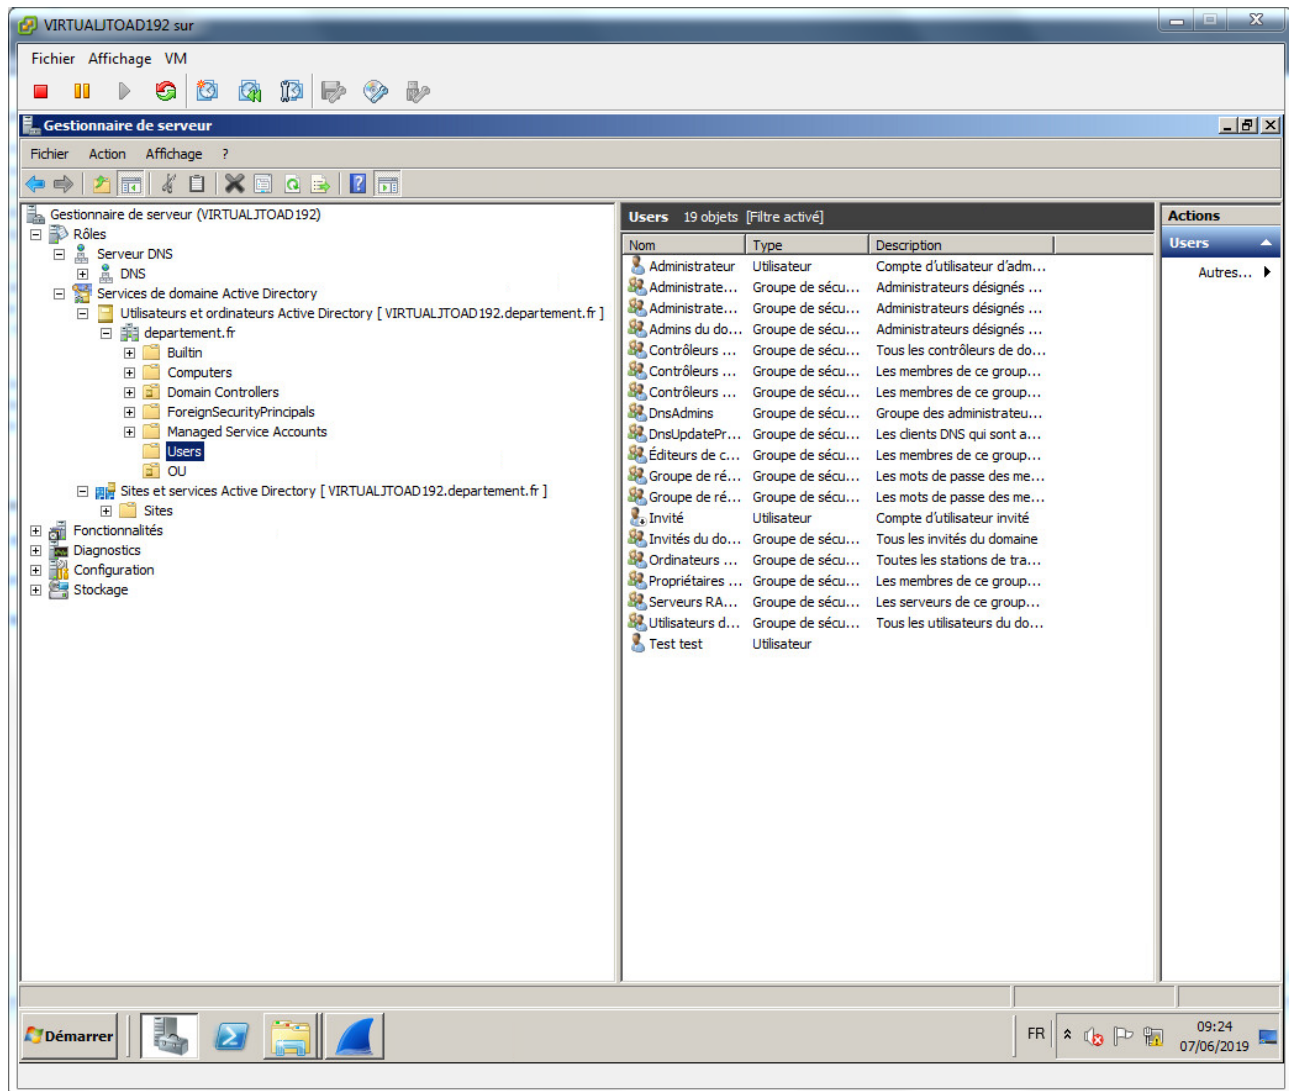 VIRTUALJTOAD192 sur
Fichier Affichage VM
Gestionnaire de serveur
Fichier Action Affichage ?
Gestionnaire de serveur (VIRTUALJTOAD192)
Rôles
Serveur DNS
DNS
Services de domaine Active Directory
Utilisateurs et ordinateurs Active Directory [ VIRTUALJTOAD192.departement.fr ]
departement.fr
Builtin
Computers
Domain Controllers
ForeignSecurityPrincipals
Managed Service Accounts
Users
OU
Sites et services Active Directory [ VIRTUALJTOAD192.departement.fr ]
Sites
Fonctionnalités
Diagnostics
Configuration
Stockage
Users 19 objets [Filtre activé]
Nom Type Description
Administrateur Utilisateur Compte d'utilisateur d'adm...
Administrate... Groupe de sécu... Administrateurs désignés ...
Administrate... Groupe de sécu... Administrateurs désignés ...
Admins du do... Groupe de sécu... Administrateurs désignés ...
Contrôleurs ... Groupe de sécu... Tous les contrôleurs de do...
Contrôleurs ... Groupe de sécu... Les membres de ce group...
Contrôleurs ... Groupe de sécu... Les membres de ce group...
DnsAdmins Groupe de sécu... Groupe des administrateu...
DnsUpdatePr... Groupe de sécu... Les clients DNS qui sont a...
Éditeurs de c... Groupe de sécu... Les membres de ce group...
Groupe de ré... Groupe de sécu... Les mots de passe des me...
Groupe de ré... Groupe de sécu... Les mots de passe des me...
Invité Utilisateur Compte d'utilisateur invité
Invités du do... Groupe de sécu... Tous les invités du domaine
Ordinateurs ... Groupe de sécu... Toutes les stations de tra...
Propriétaires ... Groupe de sécu... Les membres de ce group...
Serveurs RA... Groupe de sécu... Les serveurs de ce group...
Utilisateurs d... Groupe de sécu... Tous les utilisateurs du do...
Test test Utilisateur
Actions
Users
Autres...
Démarrer
FR
09:24
07/06/2019